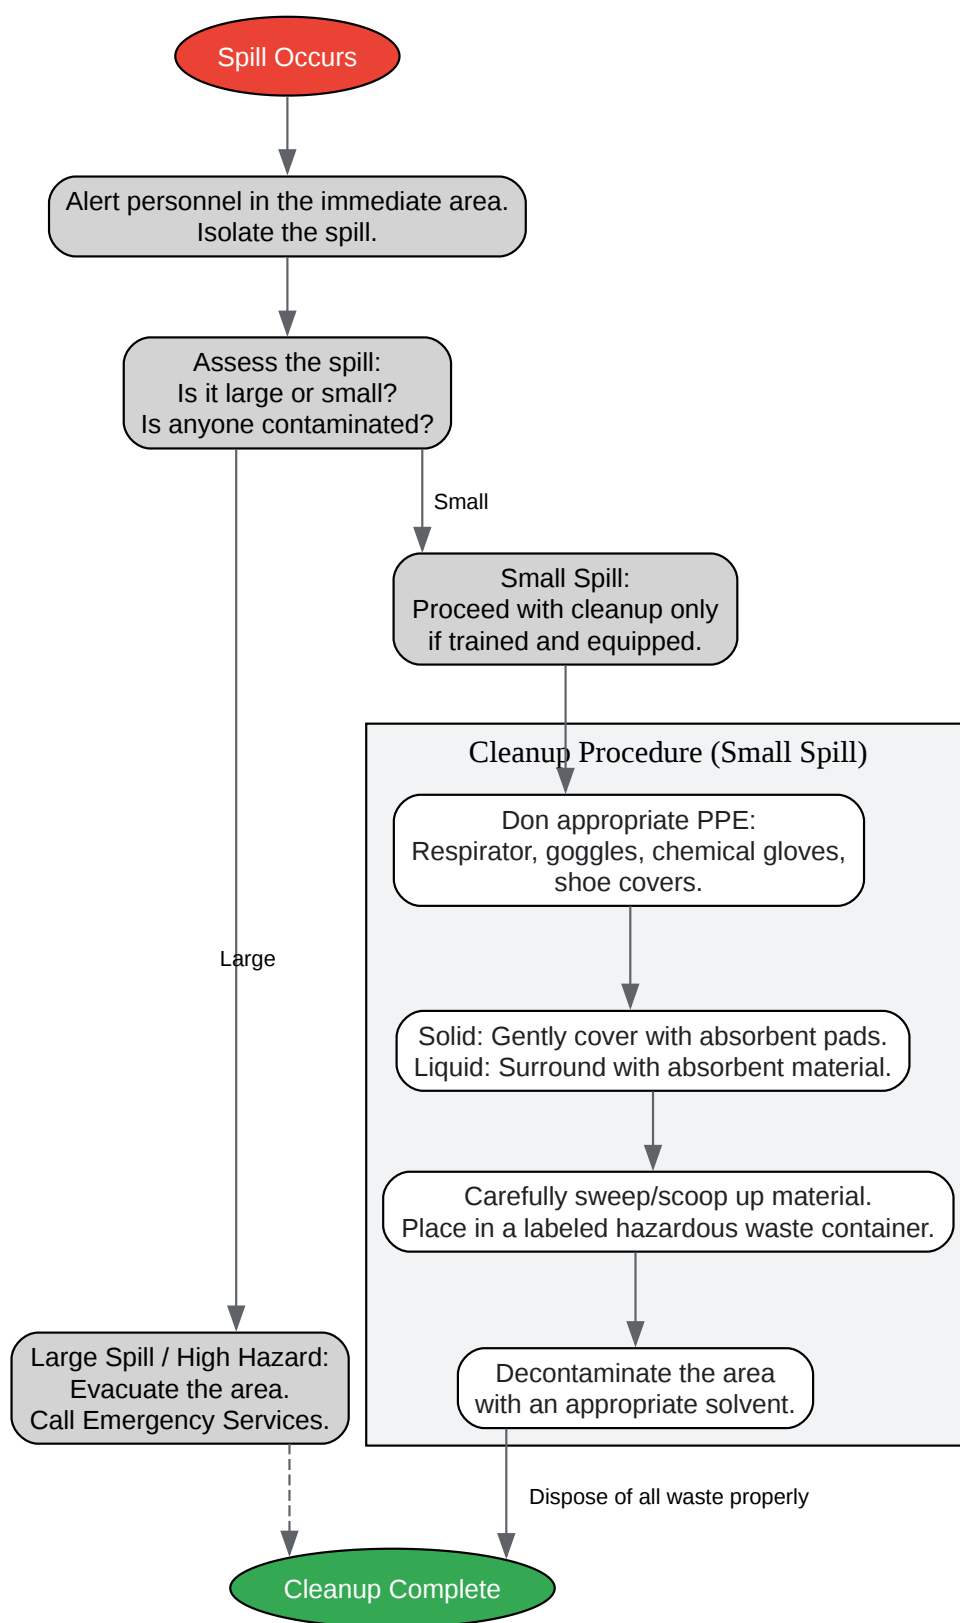 Spill Occurs
Alert personnel in the immediate area.
Isolate the spill.
Assess the spill:
Is it large or small?
Is anyone contaminated?
Small
Small Spill:
Proceed with cleanup only
if trained and equipped.
Cleanup Procedure (Small Spill)
Don appropriate PPE:
Respirator, goggles, chemical gloves,
shoe covers.
Large
Solid: Gently cover with absorbent pads.
Liquid: Surround with absorbent material.
Carefully sweep/scoop up material.
Place in a labeled hazardous waste container.
Large Spill / High Hazard:
Evacuate the area.
Call Emergency Services.
Decontaminate the area
with an appropriate solvent.
Dispose of all waste properly
Cleanup Complete